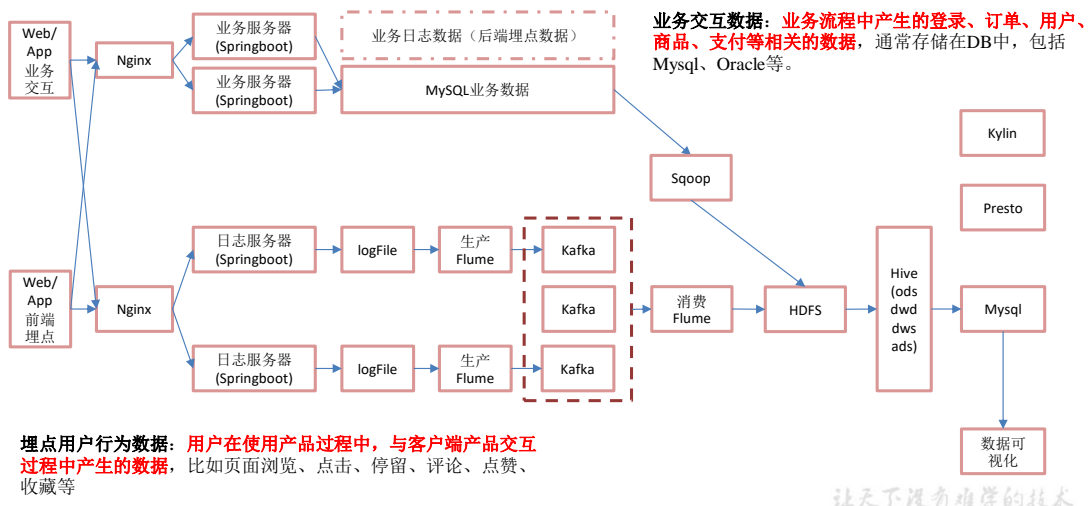 Web/
App
业务
交互
Nginx
业务服务器
(Springboot)
业务服务器
(Springboot)
业务日志数据（后端埋点数据）
MySQL业务数据
业务交互数据：业务流程中产生的登录、订单、用户、
商品、支付等相关的数据，通常存储在DB中，包括
Mysql、Oracle等。
Sqoop
Kylin
Presto
Web/
App
前端
埋点
Nginx
日志服务器
(Springboot)
logFile
生产
Flume
Kafka
Kafka
日志服务器
(Springboot)
logFile
生产
Flume
Kafka
消费
Flume
HDFS
Hive
(ods
dwd
dws
ads)
Mysql
数据可
视化
埋点用户行为数据：用户在使用产品过程中，与客户端产品交互
过程中产生的数据，比如页面浏览、点击、停留、评论、点赞、
收藏等
让天下没有难学的技术